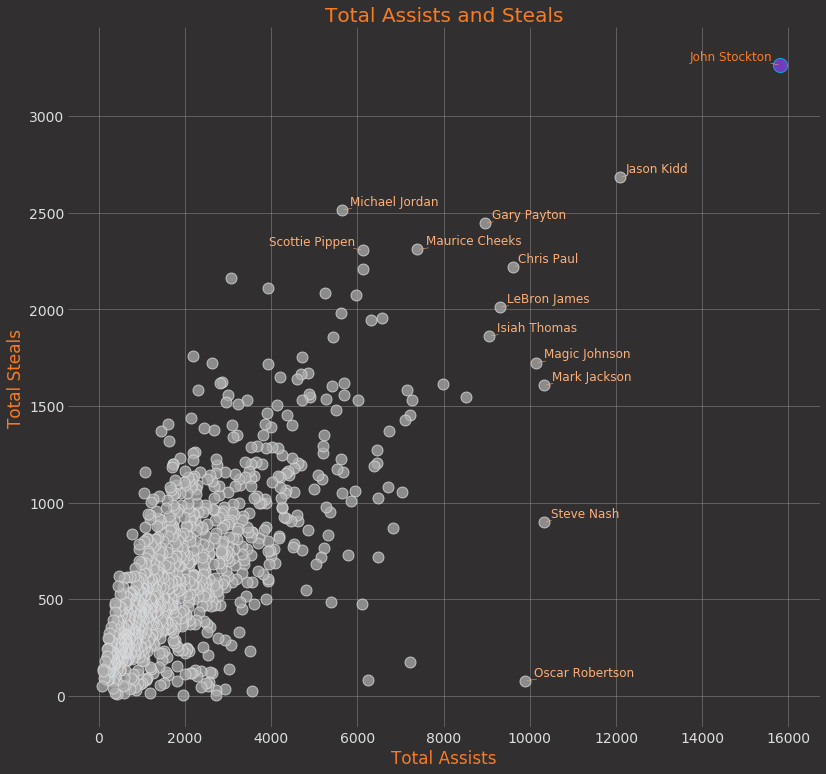 Total Assists and Steals
John Stockton
3000
Jason Kidd
Michael Jordan
2500
Gary Payton
Scottie Pippen
Maurice Cheeks
Chris Paul
LeBron James
2000
Isiah Thomas
Magic Johnson
Mark Jackson
Total Steals
1500
1000
Steve Nash
500
Oscar Robertson
0
0 2000 4000 6000 8000 10000 12000 14000 16000
Total Assists